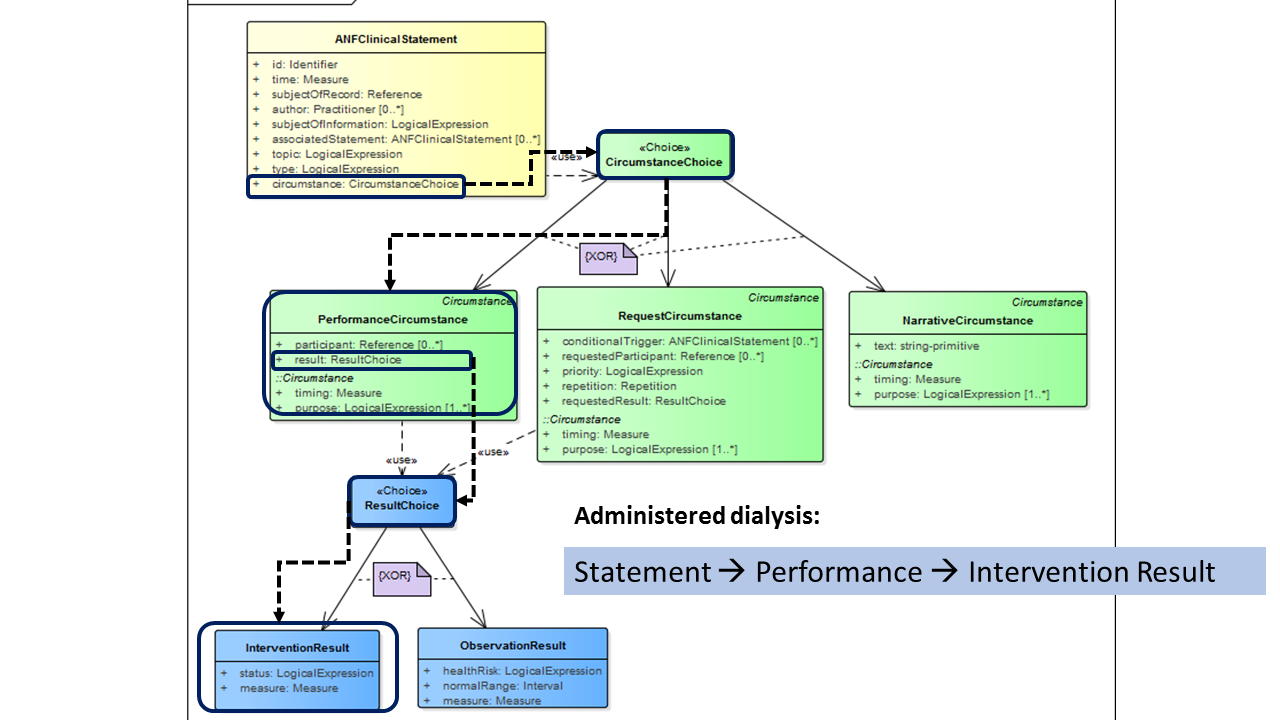 ANFClinicalStatement
+ id: Identifier
+ time: Measure
+ subjectOfRecord: Reference
+ author: Practitioner [0..*]
+ subjectOfInformation: LogicalExpression
+ associatedStatement: ANFClinicalStatement [0..*]
+ topic: LogicalExpression
+ type: LogicalExpression
+ circumstance: CircumstanceChoice
«use»
«Choice»
CircumstanceChoice
{XOR}
Circumstance
PerformanceCircumstance
+ participant: Reference [0..*]
+ result: ResultChoice
::Circumstance
+ timing: Measure
+ purpose: LogicalExpression [1..*]
Circumstance
RequestCircumstance
+ conditionalTrigger: ANFClinicalStatement [0..*]
+ requestedParticipant: Reference [0..*]
+ priority: LogicalExpression
+ repetition: Repetition
+ requestedResult: ResultChoice
::Circumstance
+ timing: Measure
+ purpose: LogicalExpression [1..*]
Circumstance
NarrativeCircumstance
+ text: string-primitive
::Circumstance
+ timing: Measure
+ purpose: LogicalExpression [1..*]
«use»
«use»
«Choice»
ResultChoice
Administered dialysis:
Statement → Performance → Intervention Result
{XOR}
InterventionResult
+ status: LogicalExpression
+ measure: Measure
ObservationResult
+ healthRisk: LogicalExpression
+ normalRange: Interval
+ measure: Measure